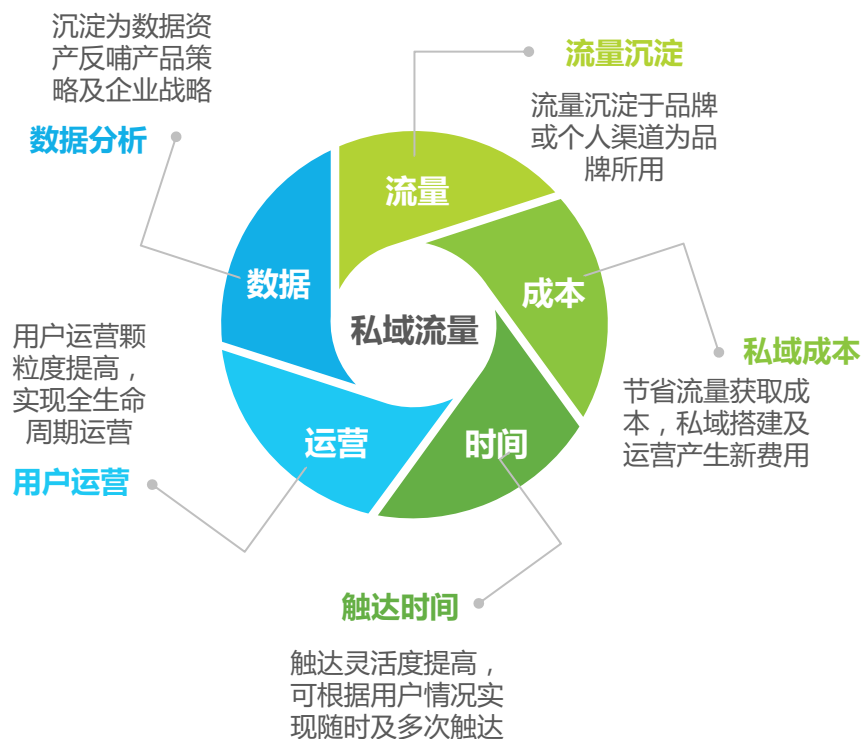 沉淀为数据资
产反哺产品策
略及企业战略
数据分析
流量沉淀
流量沉淀于品牌
或个人渠道为品
牌所用
流量
数据
成本
私域流量
运营
时间
私域成本
节省流量获取成
本，私域搭建及
运营产生新费用
用户运营颗
粒度提高，
实现全生命
周期运营
用户运营
触达时间
触达灵活度提高，
可根据用户情况实
现随时及多次触达